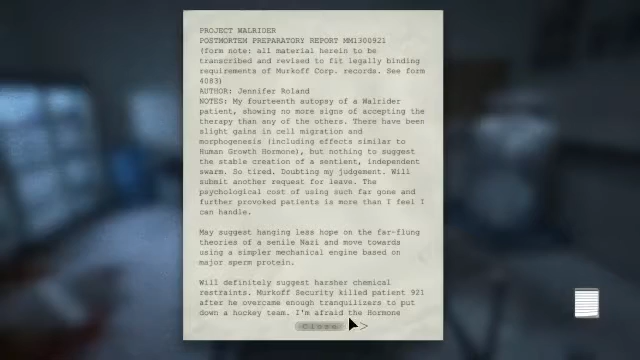 PROJECT WALRIDER
POSTMORTEM PREPARATORY REPORT MM1300921
(form note: all material herein to be
transcribed and revised to fit legally binding
requirements of Murkoff Corp. records. See form
4083)
AUTHOR: Jennifer Roland
NOTES: My fourteenth autopsy of a Walrider
patient, showing no more signs of accepting the
therapy than any of the others. There have been
slight gains in cell migration and
morphogenesis (including effects similar to
Human Growth Hormone), but nothing to suggest
the stable creation of a sentient, independent
swarm. So tired. Doubting my judgement. Will
submit another request for leave. The
psychological cost of using such far gone and
further provoked patients is more than I feel I
can handle.
May suggest hanging less hope on the far-flung
theories of a senile Nazi and move towards
using a simpler mechanical engine based on
major sperm protein.
Will definitely suggest harsher chemical
restraints. Murkoff Security killed patient 921
after he overcame enough tranquilizers to put
down a hockey team. I'm afraid the Hormone
Close >